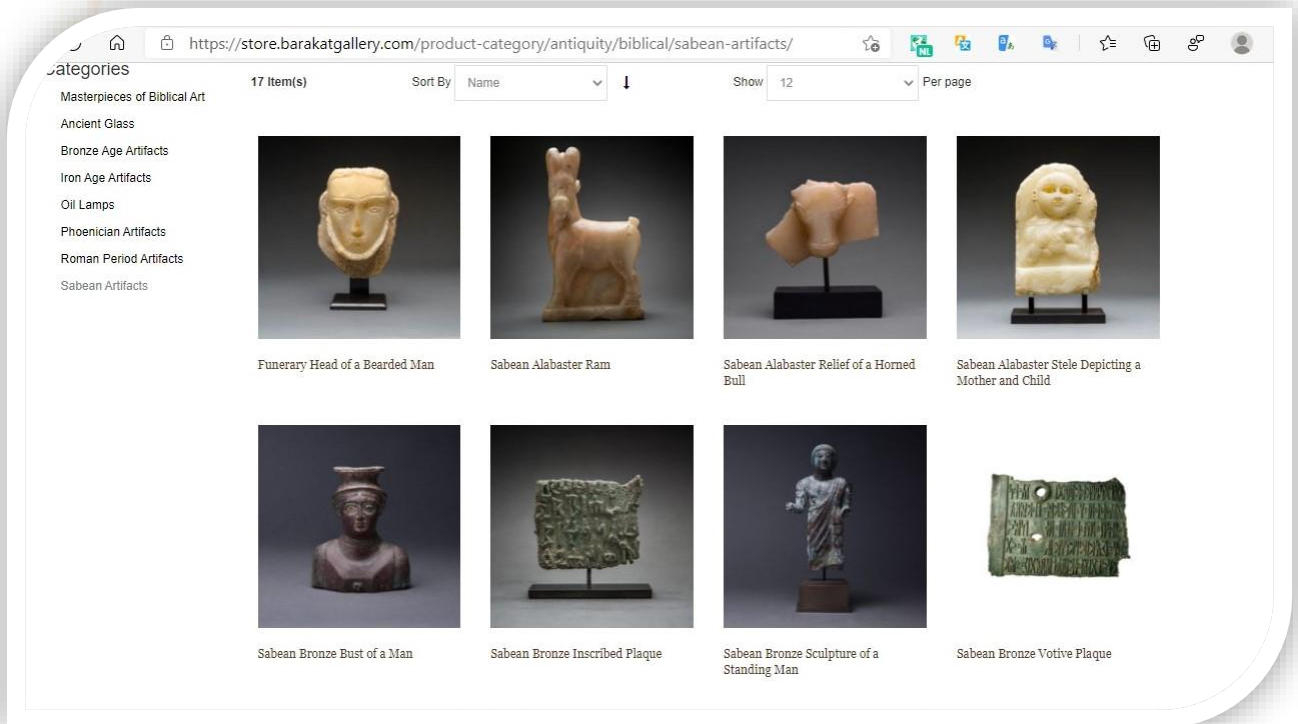 https://store.barakatgallery.com/product-category/antiquity/biblical/sabean-artifacts/
NL
Categories
Masterpieces of Biblical Art
Ancient Glass
Bronze Age Artifacts
Iron Age Artifacts
Oil Lamps
Phoenician Artifacts
Roman Period Artifacts
Sabean Artifacts
17 Item(s)
Sort By Name
Show 12 Per page
Funerary Head of a Bearded Man
Sabean Alabaster Ram
Sabean Alabaster Relief of a Horned
Bull
Sabean Alabaster Stele Depicting a
Mother and Child
Sabean Bronze Bust of a Man
Sabean Bronze Inscribed Plaque
Sabean Bronze Sculpture of a
Standing Man
Sabean Bronze Votive Plaque